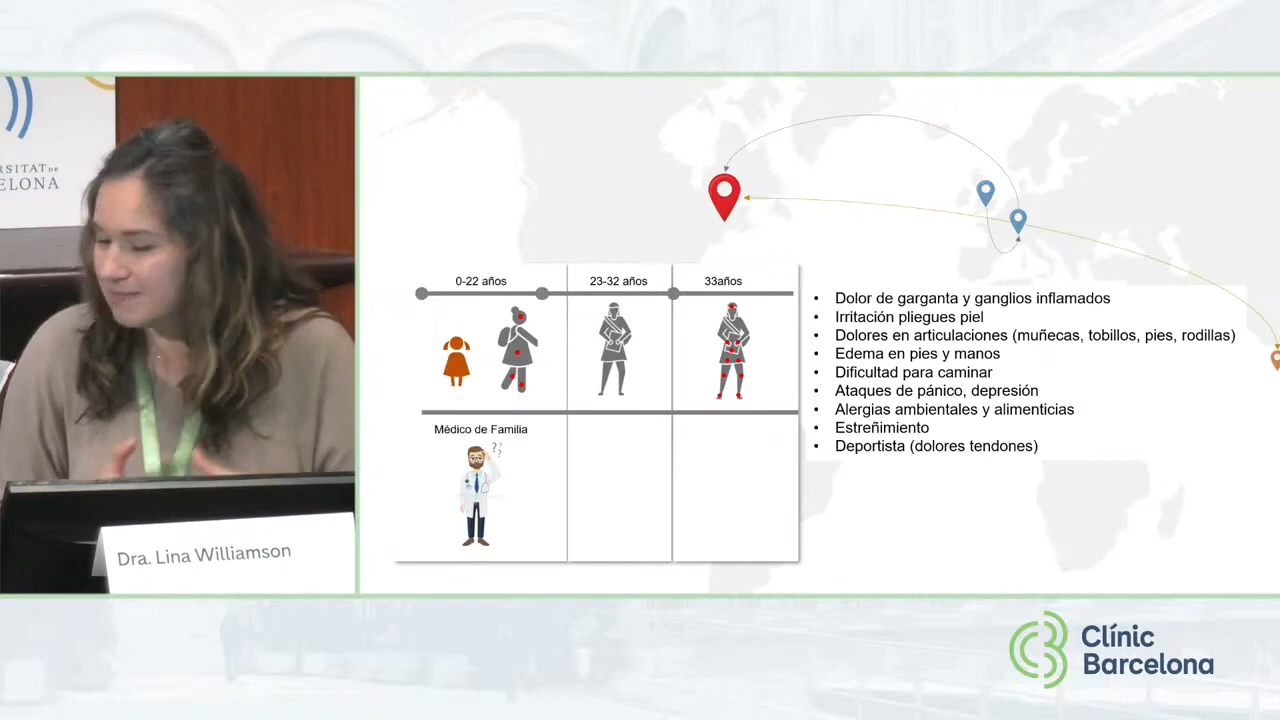 RSITAT DE
ELONA
Dra. Lina Williamson
0-22 años
23-32 años
33años
Médico de Familia
? ?
?
• Dolor de garganta y ganglios inflamados
• Irritación pliegues piel
• Dolores en articulaciones (muñecas, tobillos, pies, rodillas)
• Edema en pies y manos
• Dificultad para caminar
• Ataques de pánico, depresión
• Alergias ambientales y alimenticias
• Estreñimiento
• Deportista (dolores tendones)
Clínic
Barcelona